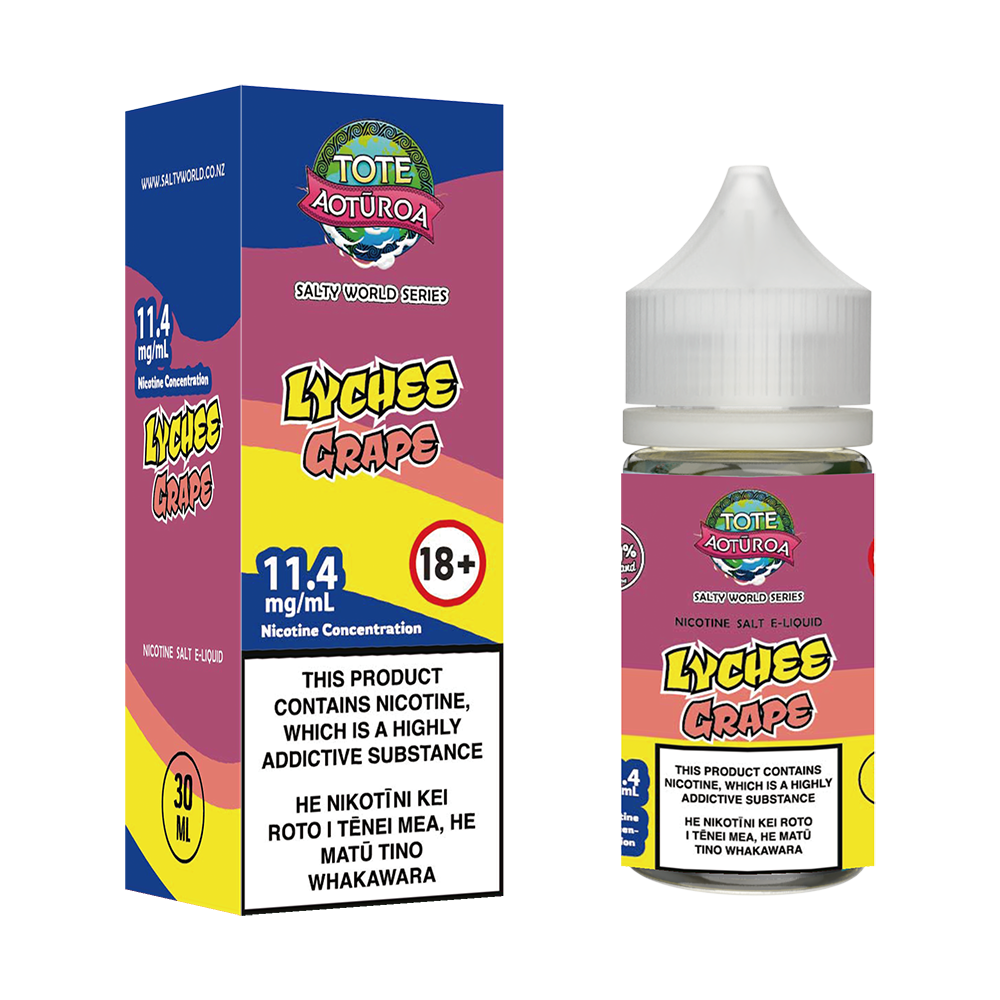 WWW.SALTYWORLD.CO.NZ
11.4
mg/mL
Nicotine Concentration
LYCHEE
GRAPE
NICOTINE SALT E-LIQUID
30
ML
TOTE
AOTŪROA
SALTY WORLD SERIES
LYCHEE
GRAPE
11.4
mg/mL
Nicotine Concentration
18+
THIS PRODUCT
CONTAINS NICOTINE,
WHICH IS A HIGHLY
ADDICTIVE SUBSTANCE
HE NIKOTĪNI KEI
ROTO I TĒNEI MEA, HE
MATŪ TINO
WHAKAWARA
TOTE
AOTŪROA
SALTY WORLD SERIES
NICOTINE SALT E-LIQUID
LYCHEE
GRAPE
THIS PRODUCT CONTAINS
NICOTINE, WHICH IS A HIGHLY
ADDICTIVE SUBSTANCE
HE NIKOTĪNI KEI ROTO
I TĒNEI MEA, HE MATŪ
TINO WHAKAWARA